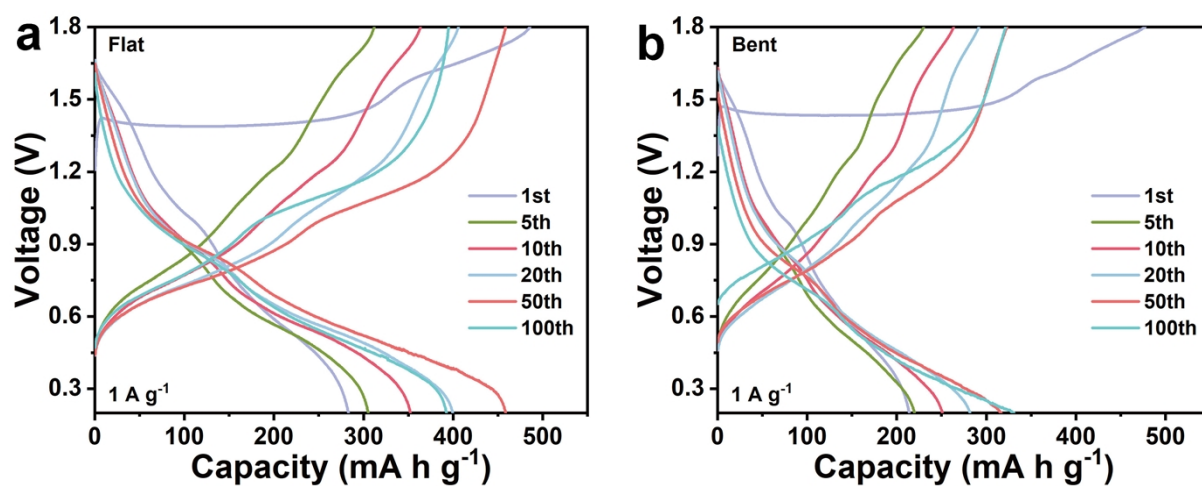 a
Flat
1.8
1.5
1.2
0.9
0.6
0.3
Voltage (V)
1st
5th
10th
20th
50th
100th
1 A g⁻¹
0 100 200 300 400 500
Capacity (mA h g⁻¹)
b
Bent
1.8
1.5
1.2
0.9
0.6
0.3
Voltage (V)
1st
5th
10th
20th
50th
100th
1 A g⁻¹
0 100 200 300 400 500
Capacity (mA h g⁻¹)